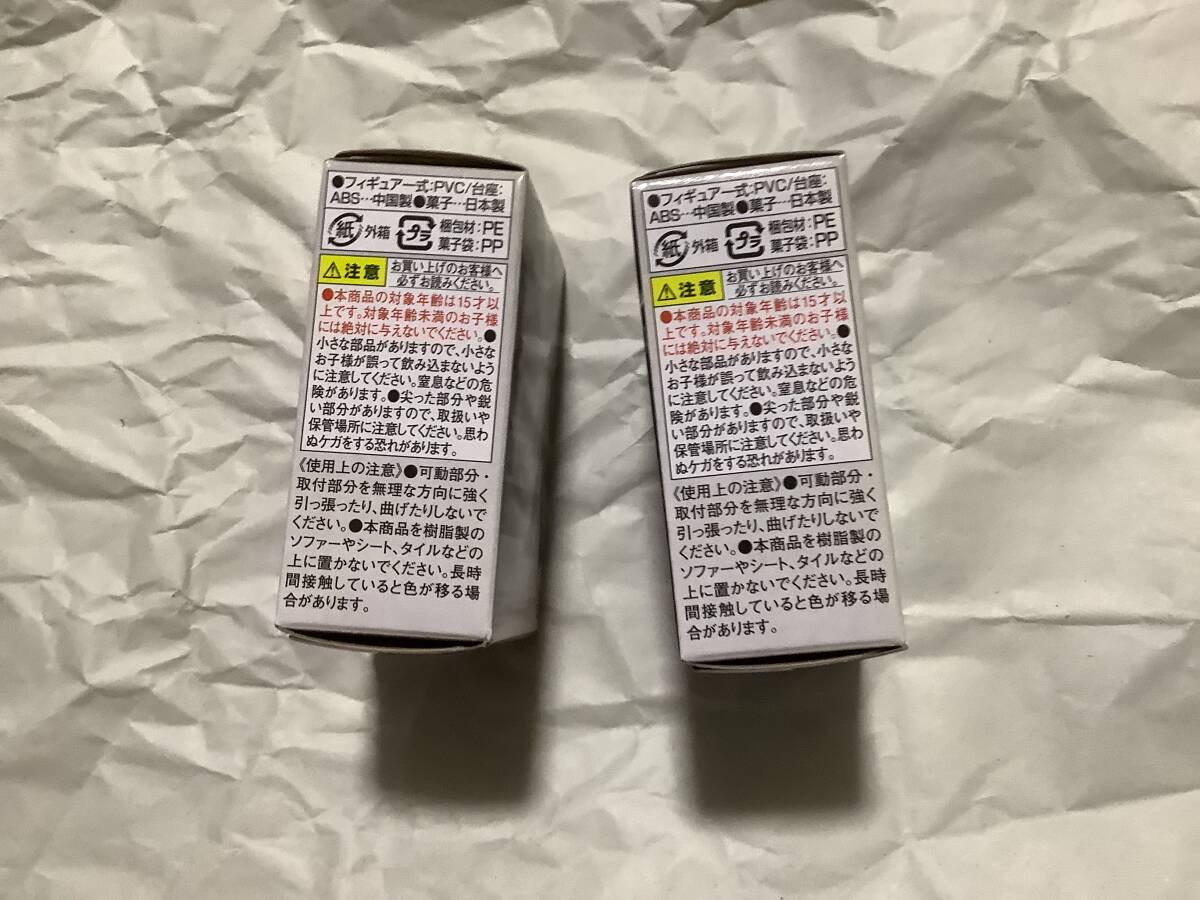 ●フィギュア一式:PVC/台座:
ABS…中国製●菓子…日本製
紙 外箱 プラ 梱包材:PE
菓子袋:PP
⚠注意 お買い上げのお客様へ
必ずお読みください。
●本商品の対象年齢は15才以
上です。対象年齢未満のお子様
には絶対に与えないでください。●
小さな部品がありますので、小さな
お子様が誤って飲み込まないよう
に注意してください。窒息などの危
険があります。●尖った部分や鋭
い部分がありますので、取扱いや
保管場所に注意してください。思わ
ぬケガをする恐れがあります。
《使用上の注意》●可動部分・
取付部分を無理な方向に強く
引っ張ったり、曲げたりしないで
ください。●本商品を樹脂製の
ソファーやシート、タイルなどの
上に置かないでください。長時
間接触していると色が移る場
合があります。
●フィギュア一式:PVC/台座:
ABS…中国製●菓子…日本製
紙 外箱 プラ 梱包材:PE
菓子袋:PP
⚠注意 お買い上げのお客様へ
必ずお読みください。
●本商品の対象年齢は15才以
上です。対象年齢未満のお子様
には絶対に与えないでください。●
小さな部品がありますので、小さな
お子様が誤って飲み込まないよう
に注意してください。窒息などの危
険があります。●尖った部分や鋭
い部分がありますので、取扱いや
保管場所に注意してください。思わ
ぬケガをする恐れがあります。
《使用上の注意》●可動部分・
取付部分を無理な方向に強く
引っ張ったり、曲げたりしないで
ください。●本商品を樹脂製の
ソファーやシート、タイルなどの
上に置かないでください。長時
間接触していると色が移る場
合があります。